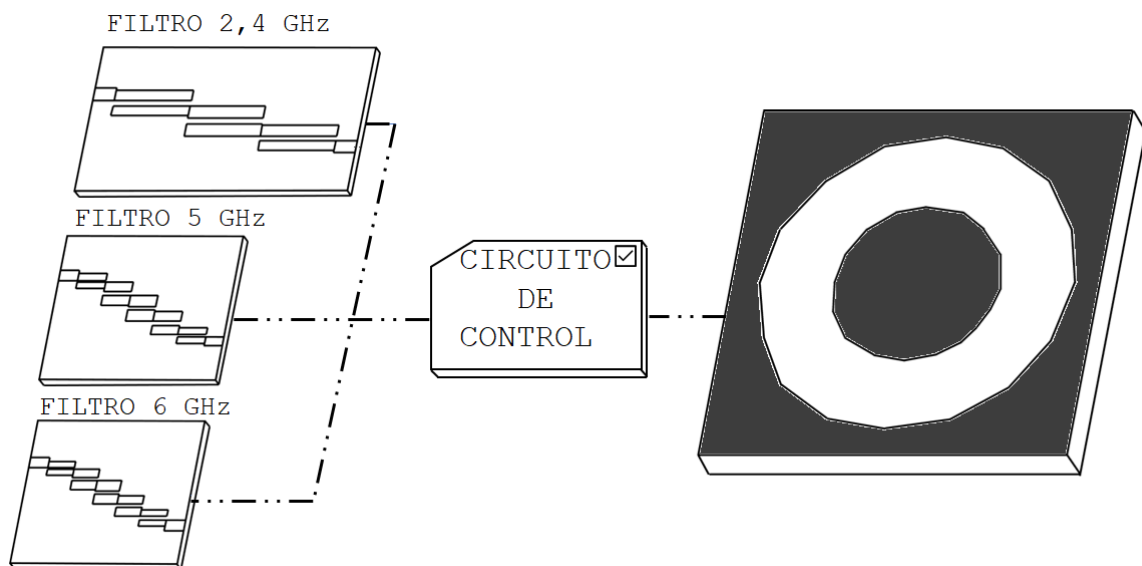 FILTRO 2,4 GHz
FILTRO 5 GHz
FILTRO 6 GHz
CIRCUITO
DE
CONTROL